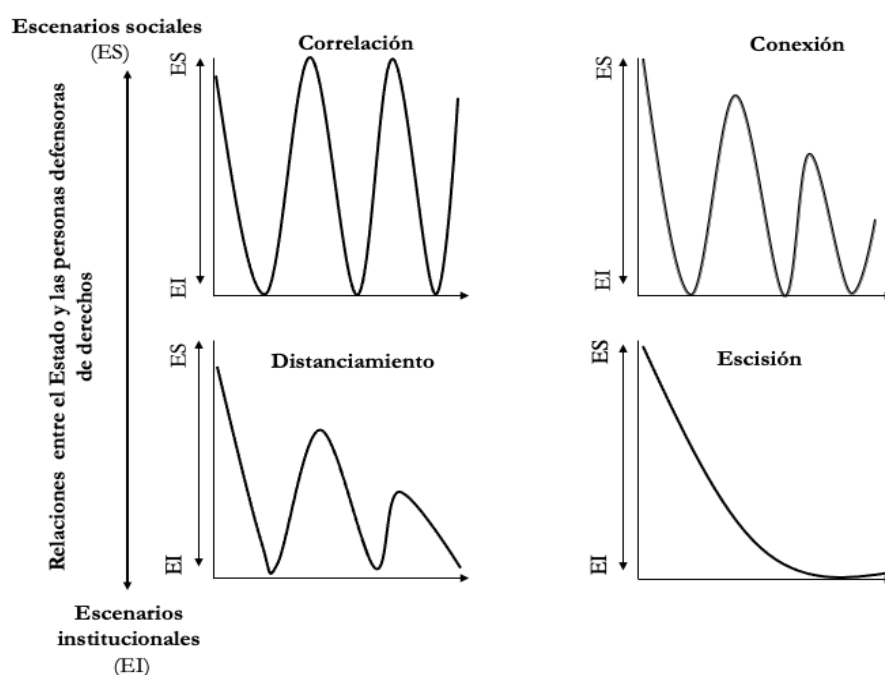 Escenarios sociales
(ES)
Relaciones entre el Estado y las personas defensoras
de derechos
Escenarios
institucionales
(EI)
Correlación
ES
EI
Conexión
ES
EI
Distanciamiento
ES
EI
Escisión
ES
EI